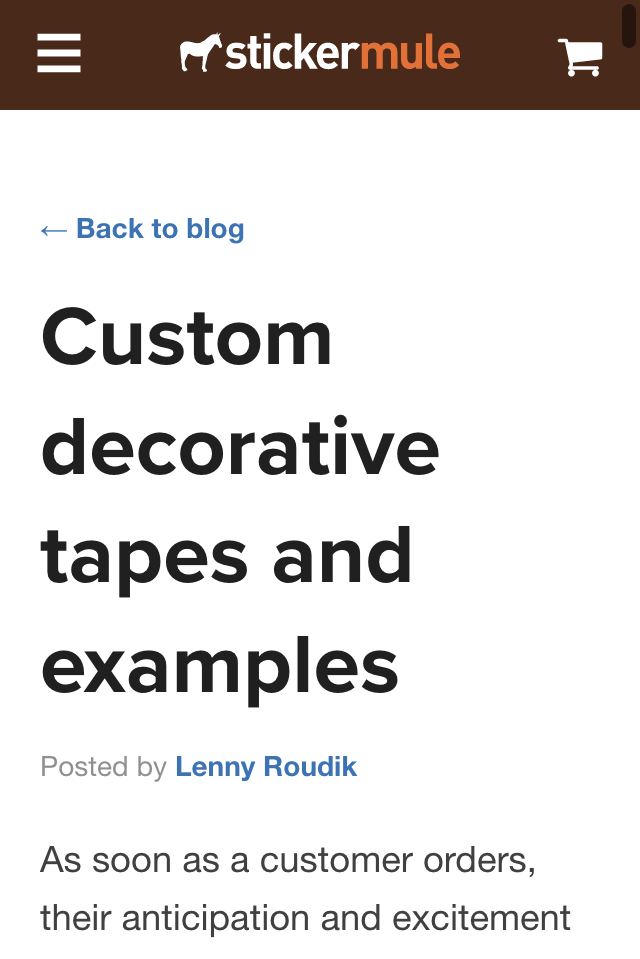 stickermule
← Back to blog
Custom
decorative
tapes and
examples
Posted by Lenny Roudik
As soon as a customer orders,
their anticipation and excitement